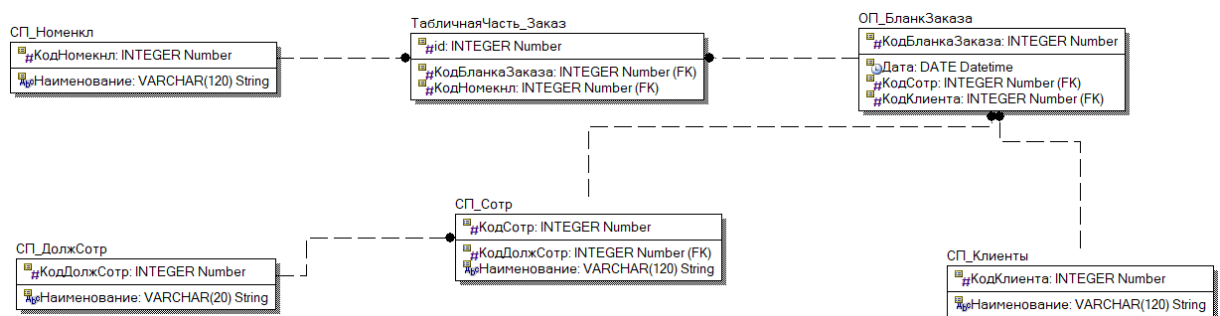 СП_Номенкл
#КодНомекнл: INTEGER Number
Наименование: VARCHAR(120) String
ТабличнаяЧасть_Заказ
#id: INTEGER Number
#КодБланкаЗаказа: INTEGER Number (FK)
#КодНомекнл: INTEGER Number (FK)
ОП_БланкЗаказа
#КодБланкаЗаказа: INTEGER Number
Дата: DATE Datetime
#КодСотр: INTEGER Number (FK)
#КодКлиента: INTEGER Number (FK)
СП_ДолжСотр
#КодДолжСотр: INTEGER Number
Наименование: VARCHAR(20) String
СП_Сотр
#КодСотр: INTEGER Number
#КодДолжСотр: INTEGER Number (FK)
Наименование: VARCHAR(120) String
СП_Клиенты
#КодКлиента: INTEGER Number
Наименование: VARCHAR(120) String